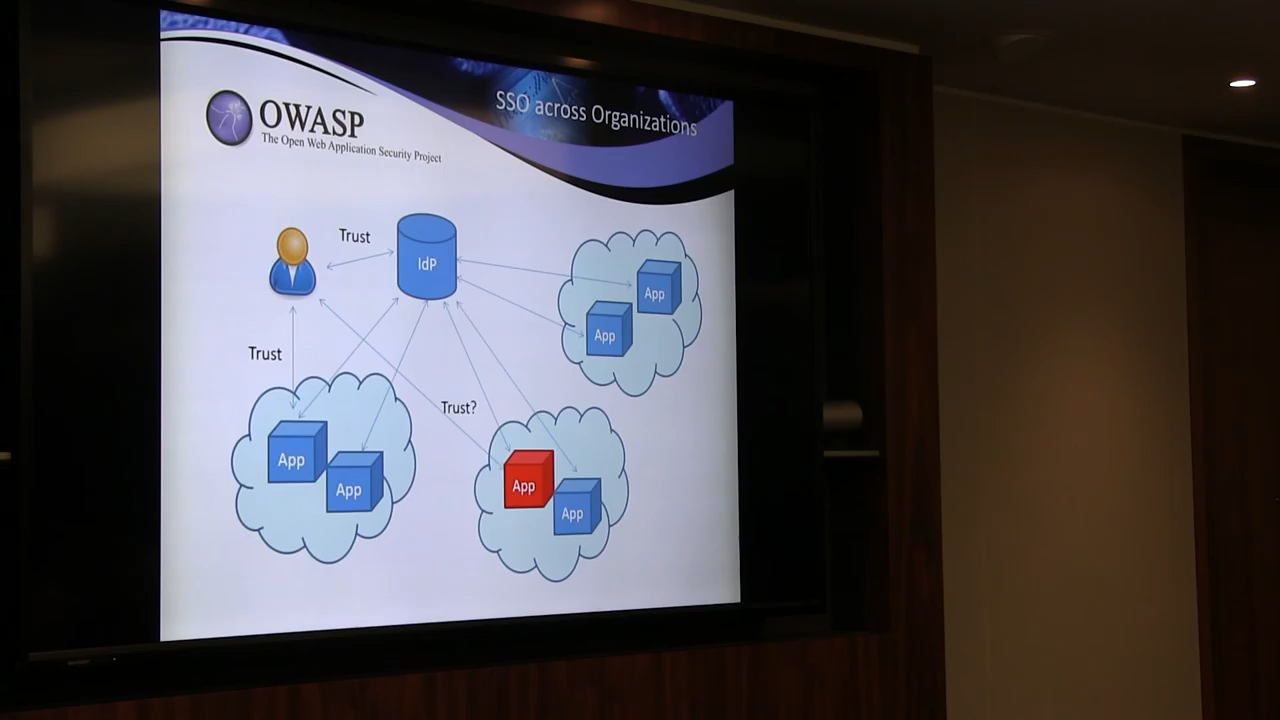 SSO across Organizations
OWASP
The Open Web Application Security Project
Trust
IdP
App
App
Trust
Trust?
App
App
App
App